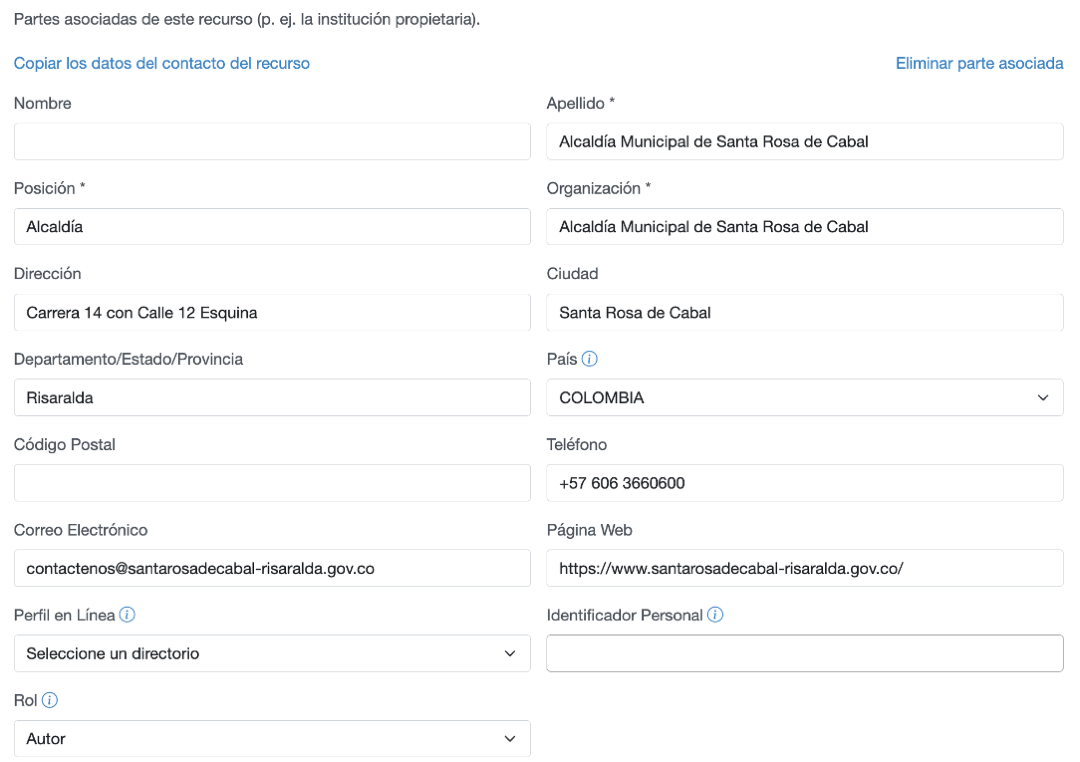 Partes asociadas de este recurso (p. ej. la institución propietaria).
Copiar los datos del contacto del recurso
Eliminar parte asociada
Nombre
Apellido *
Alcaldía Municipal de Santa Rosa de Cabal
Posición *
Organización *
Alcaldía
Alcaldía Municipal de Santa Rosa de Cabal
Dirección
Ciudad
Carrera 14 con Calle 12 Esquina
Santa Rosa de Cabal
Departamento/Estado/Provincia
País
Risaralda
COLOMBIA
Código Postal
Teléfono
+57 606 3660600
Correo Electrónico
Página Web
contactenos@santarosadecabal-risaralda.gov.co
https://www.santarosadecabal-risaralda.gov.co/
Perfil en Línea
Identificador Personal
Seleccione un directorio
Rol
Autor